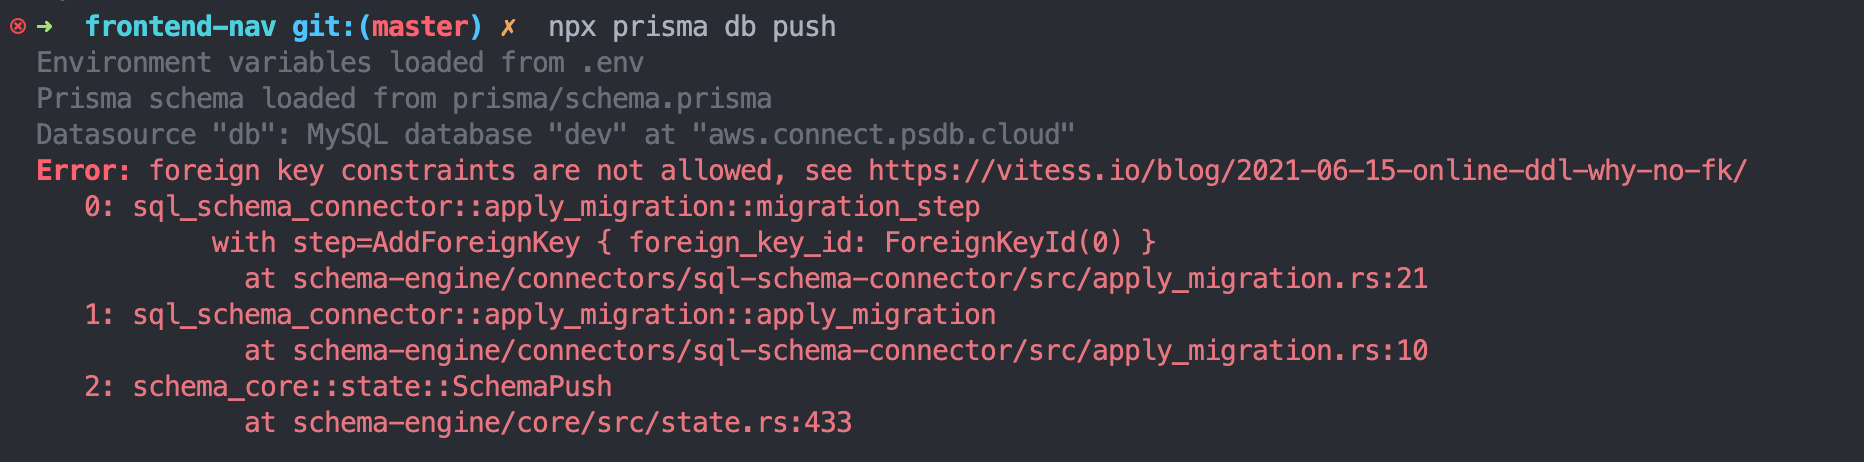 ➜ frontend-nav git:(master) ✗ npx prisma db push
Environment variables loaded from .env
Prisma schema loaded from prisma/schema.prisma
Datasource "db": MySQL database "dev" at "aws.connect.psdb.cloud"
Error: foreign key constraints are not allowed, see https://vitess.io/blog/2021-06-15-online-ddl-why-no-fk/
0: sql_schema_connector::apply_migration::migration_step
with step=AddForeignKey { foreign_key_id: ForeignKeyId(0) }
at schema-engine/connectors/sql-schema-connector/src/apply_migration.rs:21
1: sql_schema_connector::apply_migration::apply_migration
at schema-engine/connectors/sql-schema-connector/src/apply_migration.rs:10
2: schema_core::state::SchemaPush
at schema-engine/core/src/state.rs:433